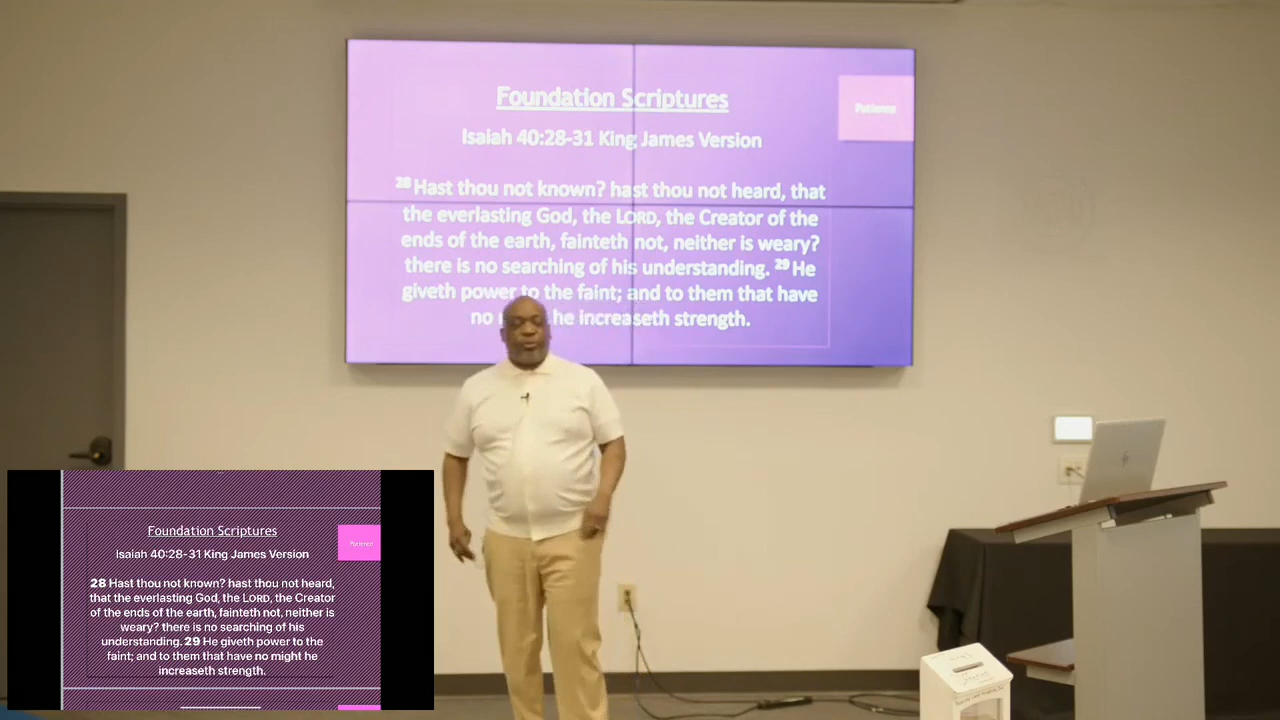 Foundation Scriptures
Patience
Isaiah 40:28-31 King James Version
28 Hast thou not known? hast thou not heard, that
the everlasting God, the LORD, the Creator of the
ends of the earth, fainteth not, neither is weary?
there is no searching of his understanding. 29 He
giveth power to the faint; and to them that have
no he increaseth strength.
Foundation Scriptures
Patience
Isaiah 40:28-31 King James Version
28 Hast thou not known? hast thou not heard,
that the everlasting God, the LORD, the Creator
of the ends of the earth, fainteth not, neither is
weary? there is no searching of his
understanding. 29 He giveth power to the
faint; and to them that have no might he
increaseth strength.